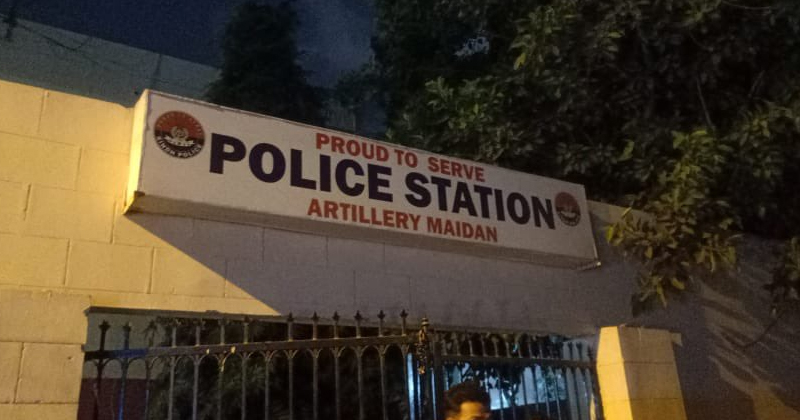 PROUD TO SERVE
POLICE STATION
ARTILLERY MAIDAN